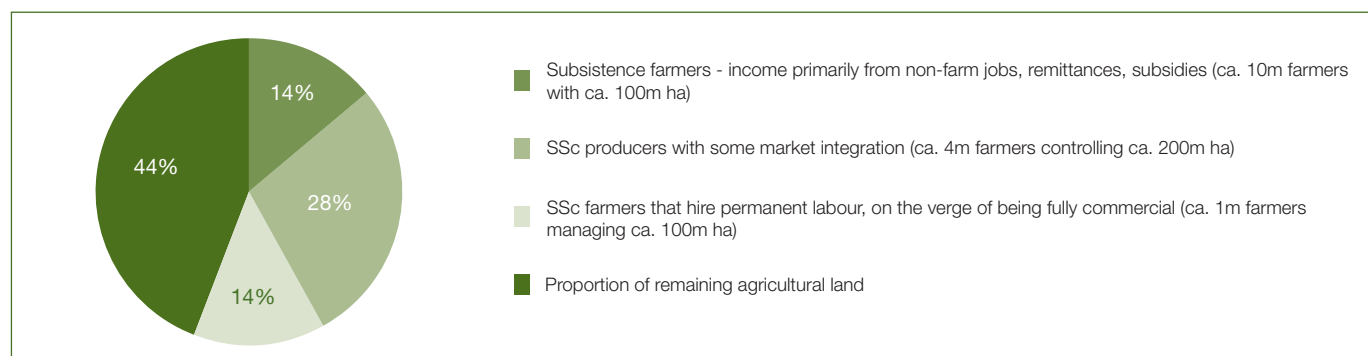 14%
44%
28%
14%
Subsistence farmers - income primarily from non-farm jobs, remittances, subsidies (ca. 10m farmers
with ca. 100m ha)
SSc producers with some market integration (ca. 4m farmers controlling ca. 200m ha)
SSc farmers that hire permanent labour, on the verge of being fully commercial (ca. 1m farmers
managing ca. 100m ha)
Proportion of remaining agricultural land